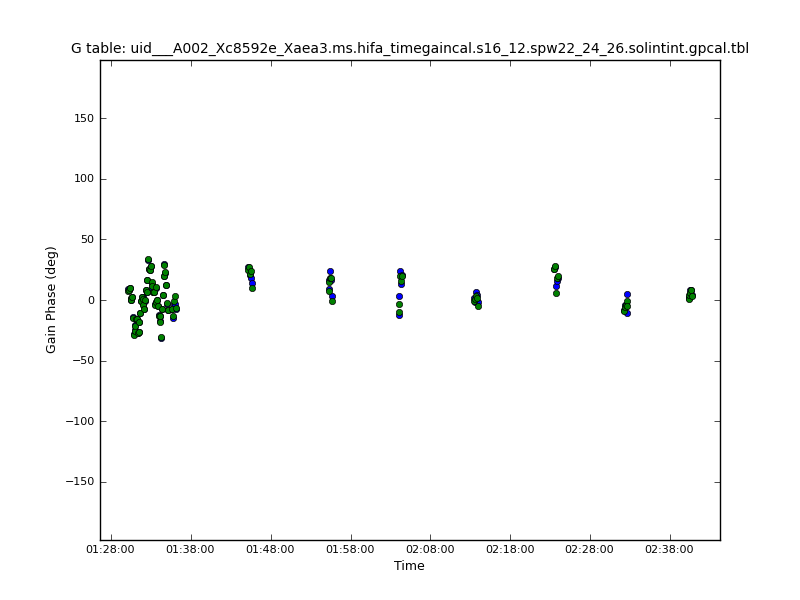 G table: uid___A002_Xc8592e_Xaea3.ms.hifa_timegaincal.s16_12.spw22_24_26.solintint.gpcal.tbl
150
100
50
0
−50
−100
−150
Gain Phase (deg)
01:28:00 01:38:00 01:48:00 01:58:00 02:08:00 02:18:00 02:28:00 02:38:00
Time